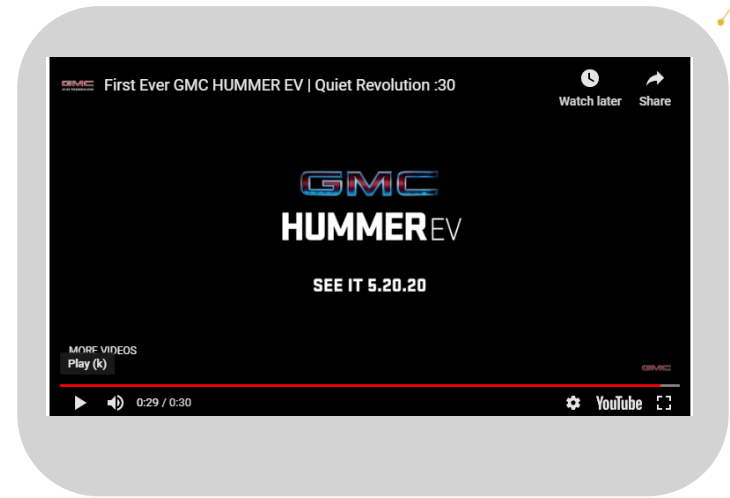 First Ever GMC HUMMER EV | Quiet Revolution :30
Watch later
Share
GMC
HUMMER EV
SEE IT 5.20.20
MORE VIDEOS
Play (k)
GMC
0:29 / 0:30
YouTube